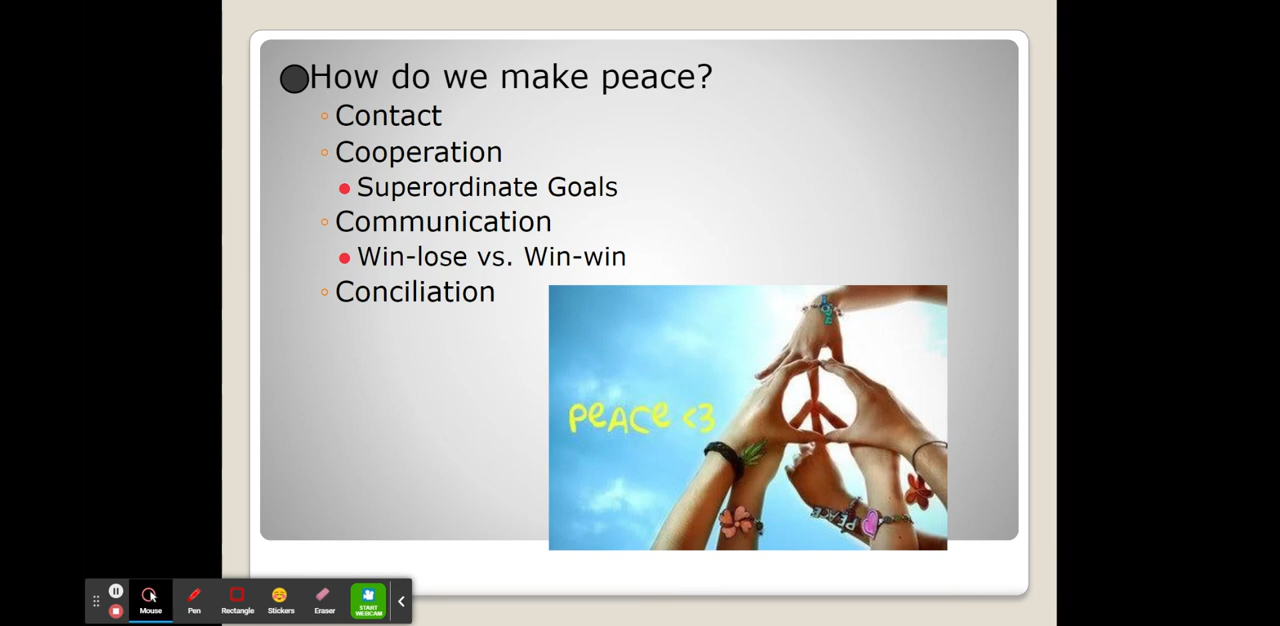 How do we make peace?
Contact
Cooperation
Superordinate Goals
Communication
Win-lose vs. Win-win
Conciliation
PEACE <3
PEACE
Mouse
Pen
Rectangle
Stickers
Eraser
START
WEBCAM